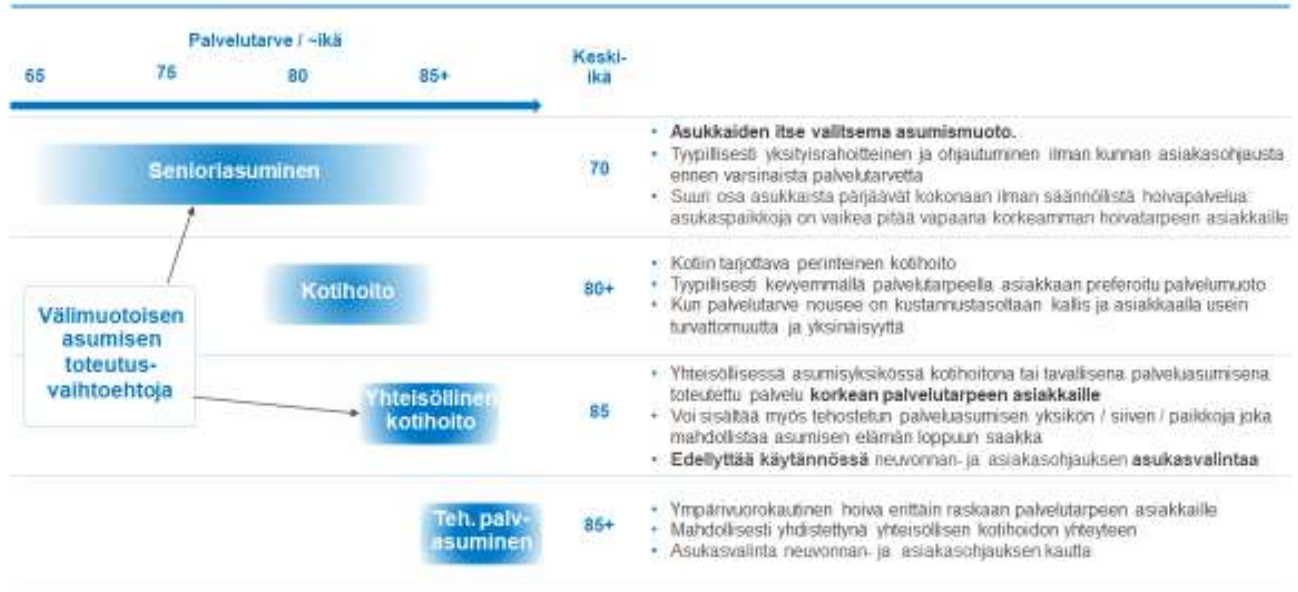 Palvelutarve / ~ikä
65 75 80 85+
Keski-
ikä
Senioriasuminen
70
• Asukkaiden itse valitsema asumismuoto.
• Tyypillisesti yksityisrahoitteinen ja ohjautuminen ilman kunnan asiakasohjausta
ennen varsinaista palvelutarvetta
• Suuri osa asukkaista pärjäävät kokonaan ilman säännöllistä hoivapalvelua:
asukaspaikkoja on vaikea pitää vapaana korkeamman hoivatarpeen asiakkaille
Välimuotoisen
asumisen
toteutus-
vaihtoehtoja
Kotihoito
80+
• Kotiin tarjottava perinteinen kotihoito
• Tyypillisesti kevyemmällä palvelutarpeella asiakkaan preferoitu palvelumuoto
• Kun palvelutarve nousee on kustannustasoltaan kallis ja asiakkaalla usein
turvattomuutta ja yksinäisyyttä
Yhteisöllinen
kotihoito
85
• Yhteisöllisessä asumisyksikössä kotihoitona tai tavallisena palveluasumisena
toteutettu palvelu korkean palvelutarpeen asiakkaille
• Voi sisältää myös tehostetun palveluasumisen yksikön / siiven / paikkoja joka
mahdollistaa asumisen elämän loppuun saakka
• Edellyttää käytännössä neuvonnan- ja asiakasohjauksen asukasvalintaa
Teh. palv-
asuminen
85+
• Ympärivuorokautinen hoiva erittäin raskaan palvelutarpeen asiakkaille
• Mahdollisesti yhdistettynä yhteisöllisen kotihoidon yhteyteen
• Asukasvalinta neuvonnan- ja asiakasohjauksen kautta